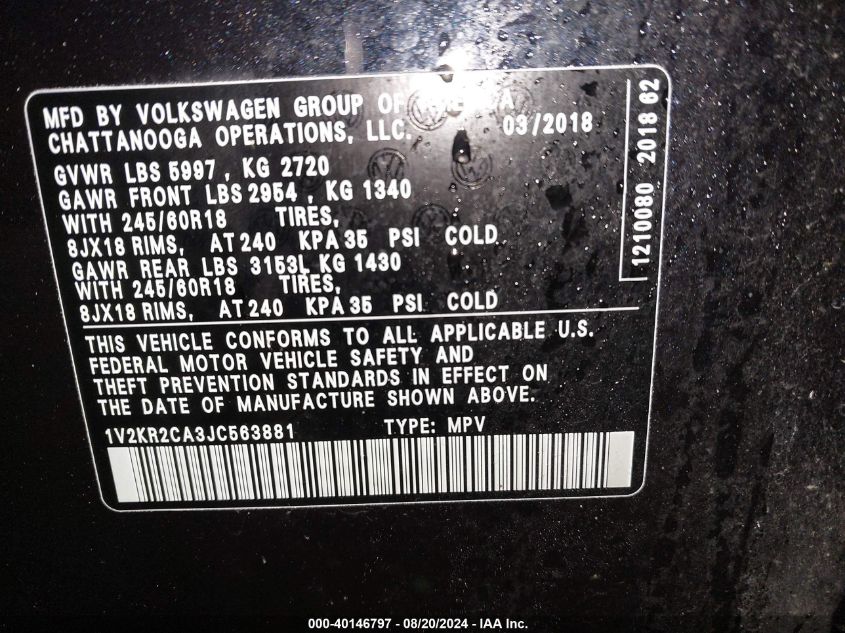 MFD BY VOLKSWAGEN GROUP OF AMERICA
CHATTANOOGA OPERATIONS, LLC. 03/2018
GVWR LBS 5997 , KG 2720
GAWR FRONT LBS 2954 , KG 1340
WITH 245/60R18 TIRES,
8JX18 RIMS, AT 240 KPA 35 PSI COLD
GAWR REAR LBS 3153L KG 1430
WITH 245/60R18 TIRES,
8JX18 RIMS, AT 240 KPA 35 PSI COLD
1210080 2018 62
THIS VEHICLE CONFORMS TO ALL APPLICABLE U.S.
FEDERAL MOTOR VEHICLE SAFETY AND
THEFT PREVENTION STANDARDS IN EFFECT ON
THE DATE OF MANUFACTURE SHOWN ABOVE.
1V2KR2CA3JC563881 TYPE: MPV
000-40146797 - 08/20/2024 - IAA Inc.